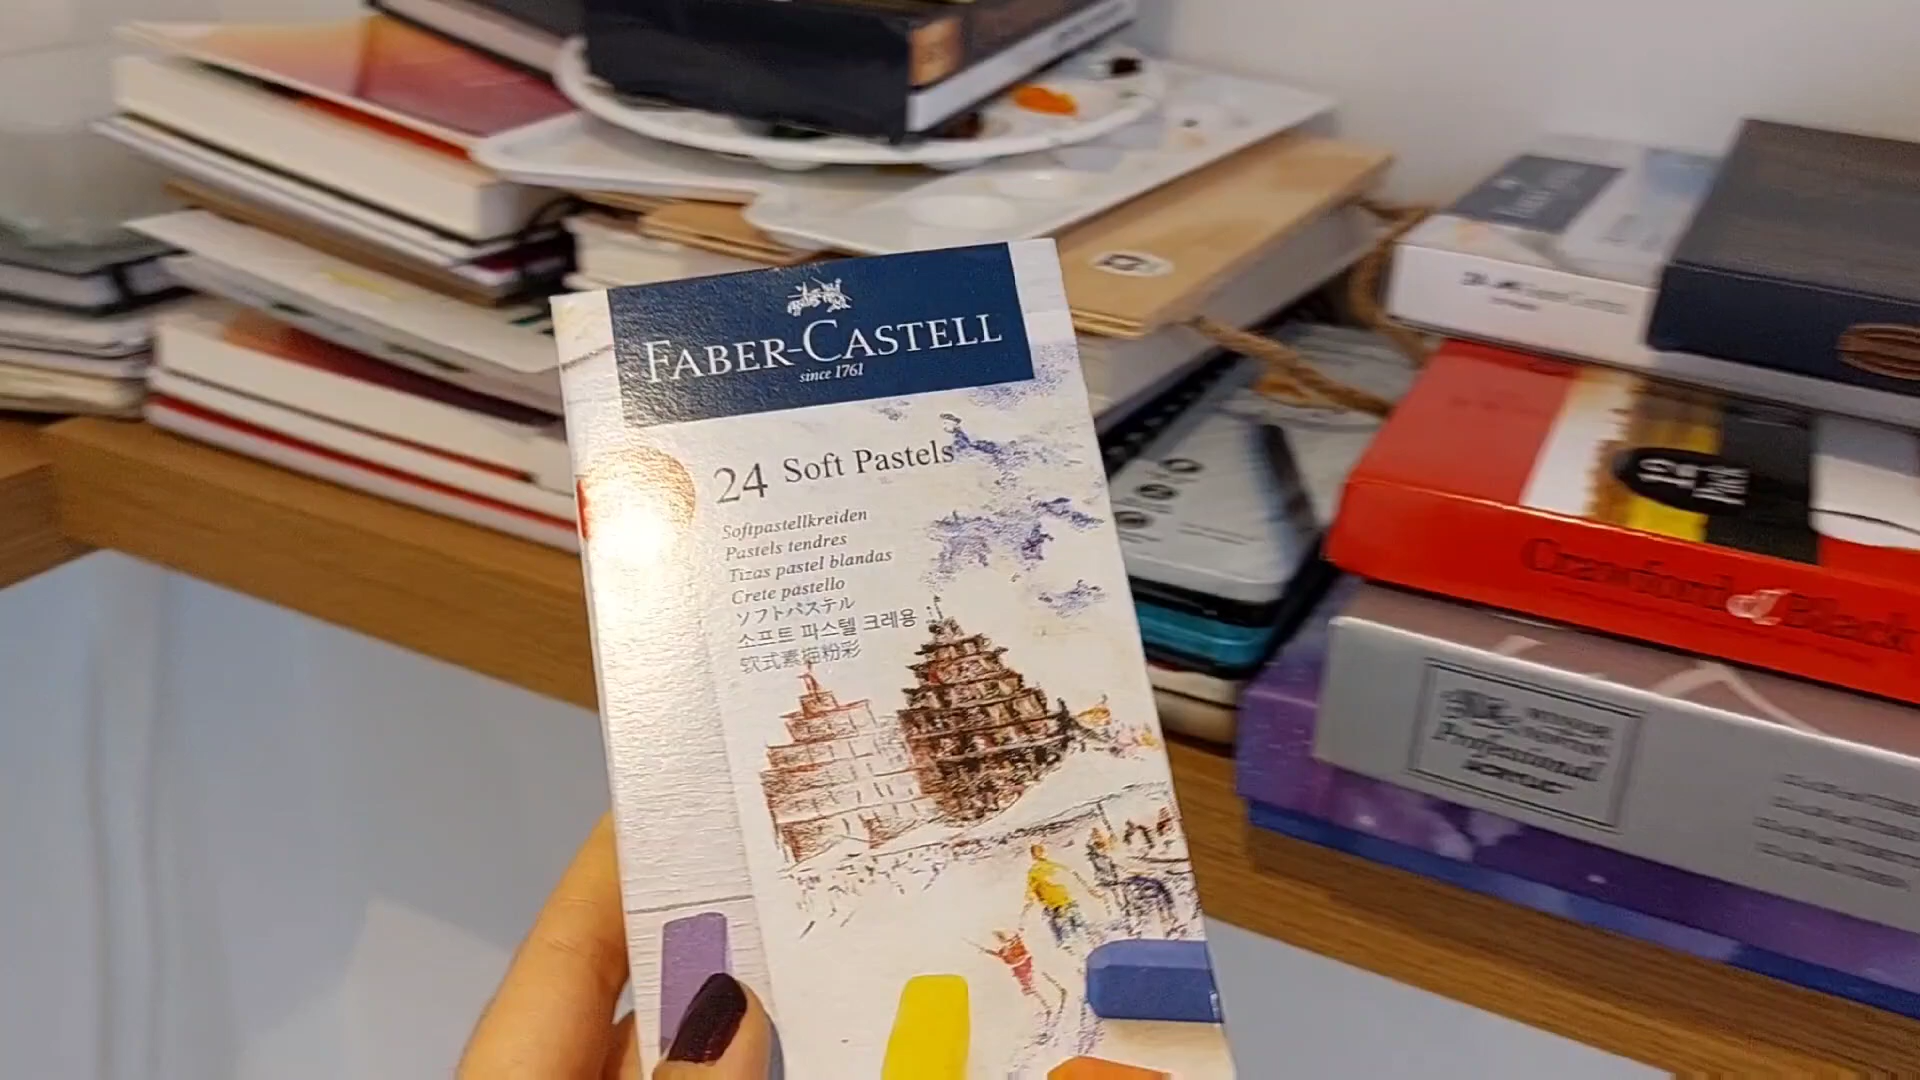 FABER-CASTELL
since 1761
24 Soft Pastels
Softpastellkreiden
Pastels tendres
Tizas pastel blandas
Crete pastello
ソフトパステル
소프트 파스텔 크레용
软式素描粉彩
Crawford & Black
Professional